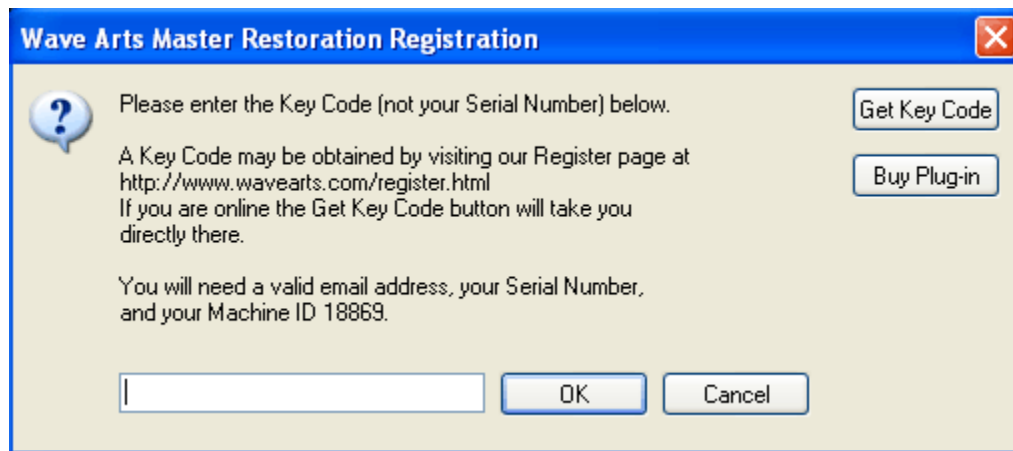 Wave Arts Master Restoration Registration
Please enter the Key Code (not your Serial Number) below.
Get Key Code
A Key Code may be obtained by visiting our Register page at
http://www.wavearts.com/register.html
Buy Plug-in
If you are online the Get Key Code button will take you
directly there.
You will need a valid email address, your Serial Number,
and your Machine ID 18869.
OK
Cancel